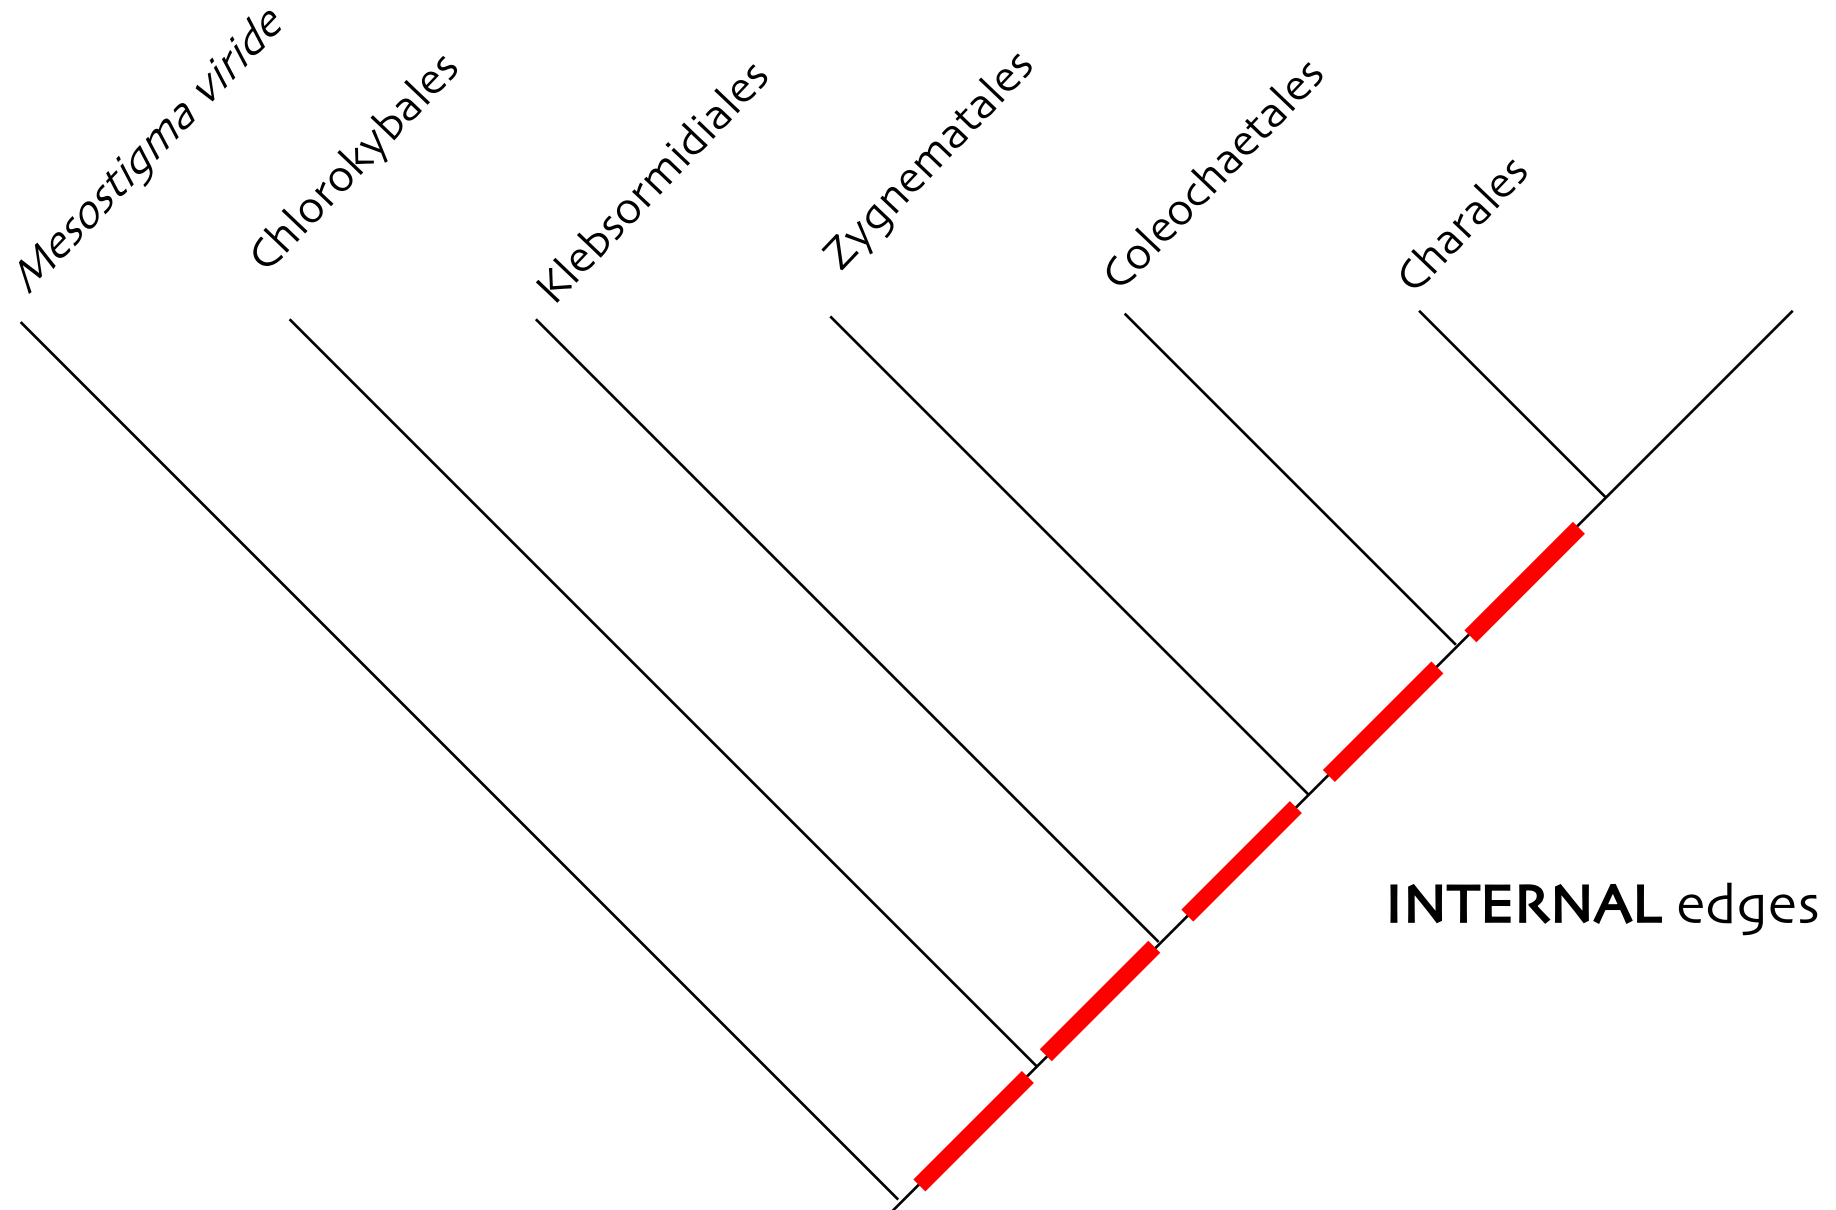 Mesostigma viride
Chlorokybales
Klebsormidiales
Zygnematales
Coleochaetales
Charales
INTERNAL edges